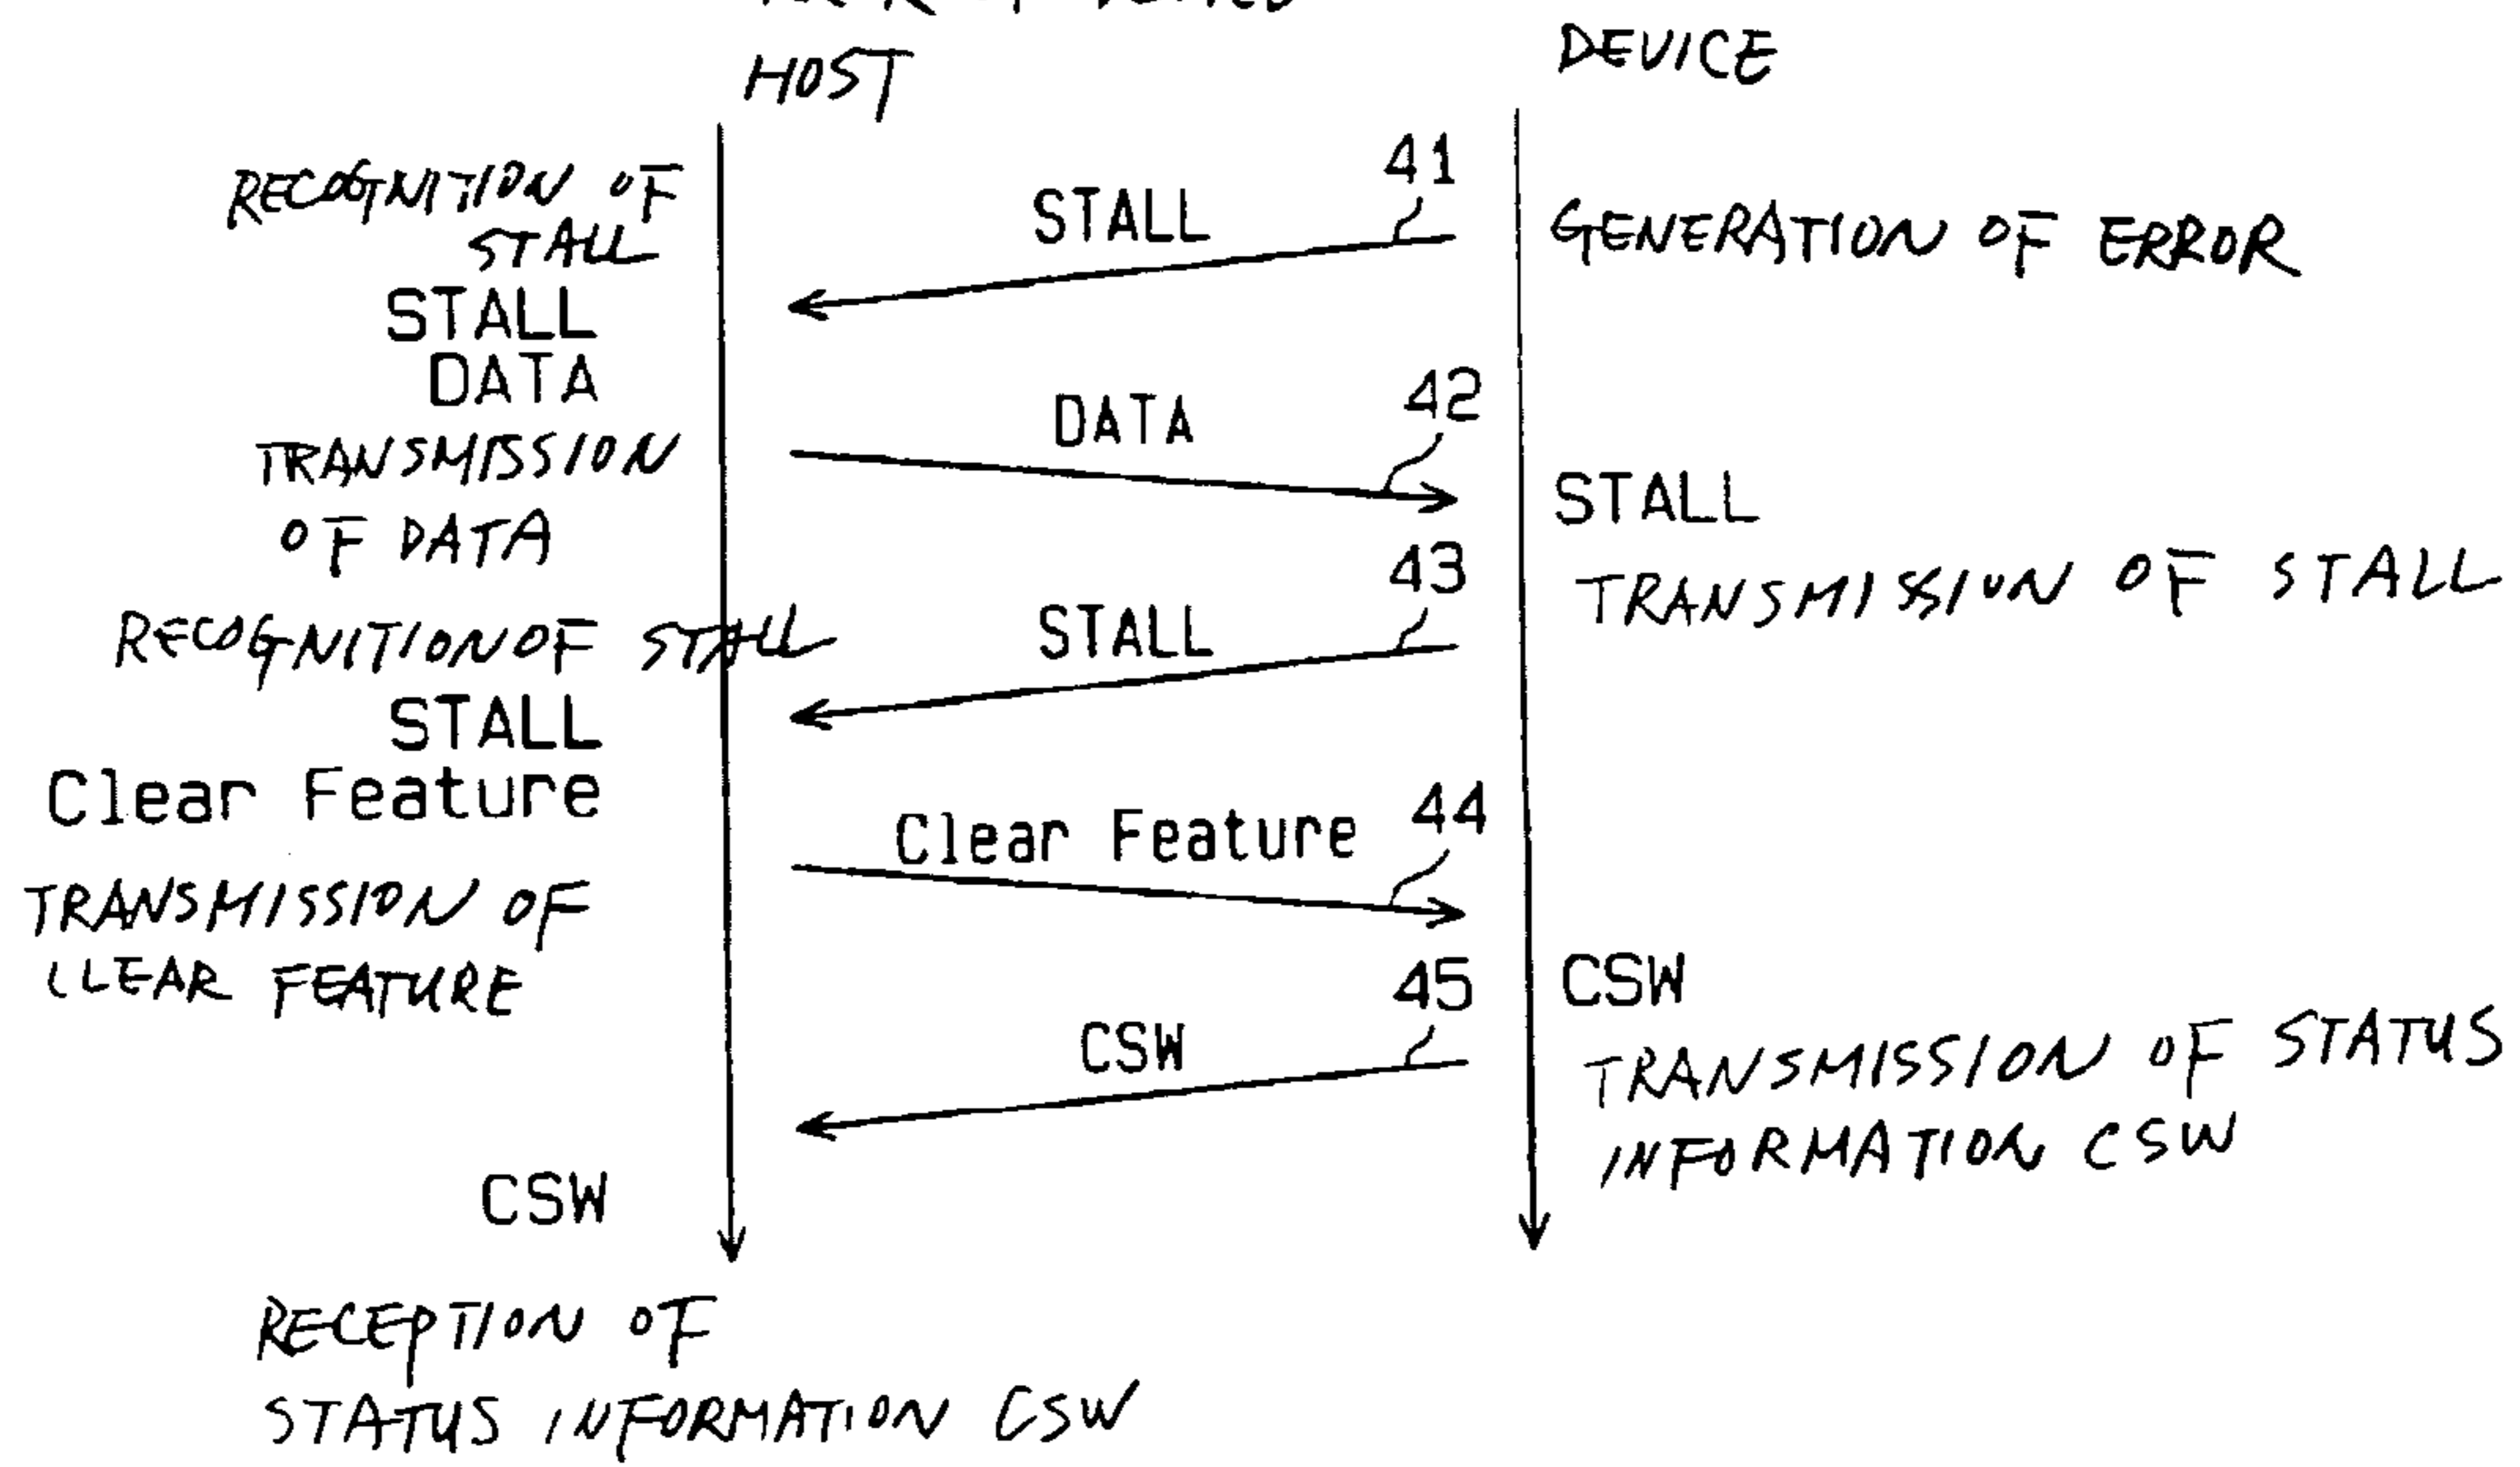 HOST
DEVICE
RECOGNITION OF
STALL
STALL
DATA
TRANSMISSION
OF DATA
RECOGNITION OF STALL
STALL
Clear Feature
TRANSMISSION OF
CLEAR FEATURE
CSW
RECEPTION OF
STATUS INFORMATION CSW
41
STALL
42
DATA
43
STALL
44
Clear Feature
45
CSW
GENERATION OF ERROR
STALL
TRANSMISSION OF STALL
CSW
TRANSMISSION OF STATUS
INFORMATION CSW